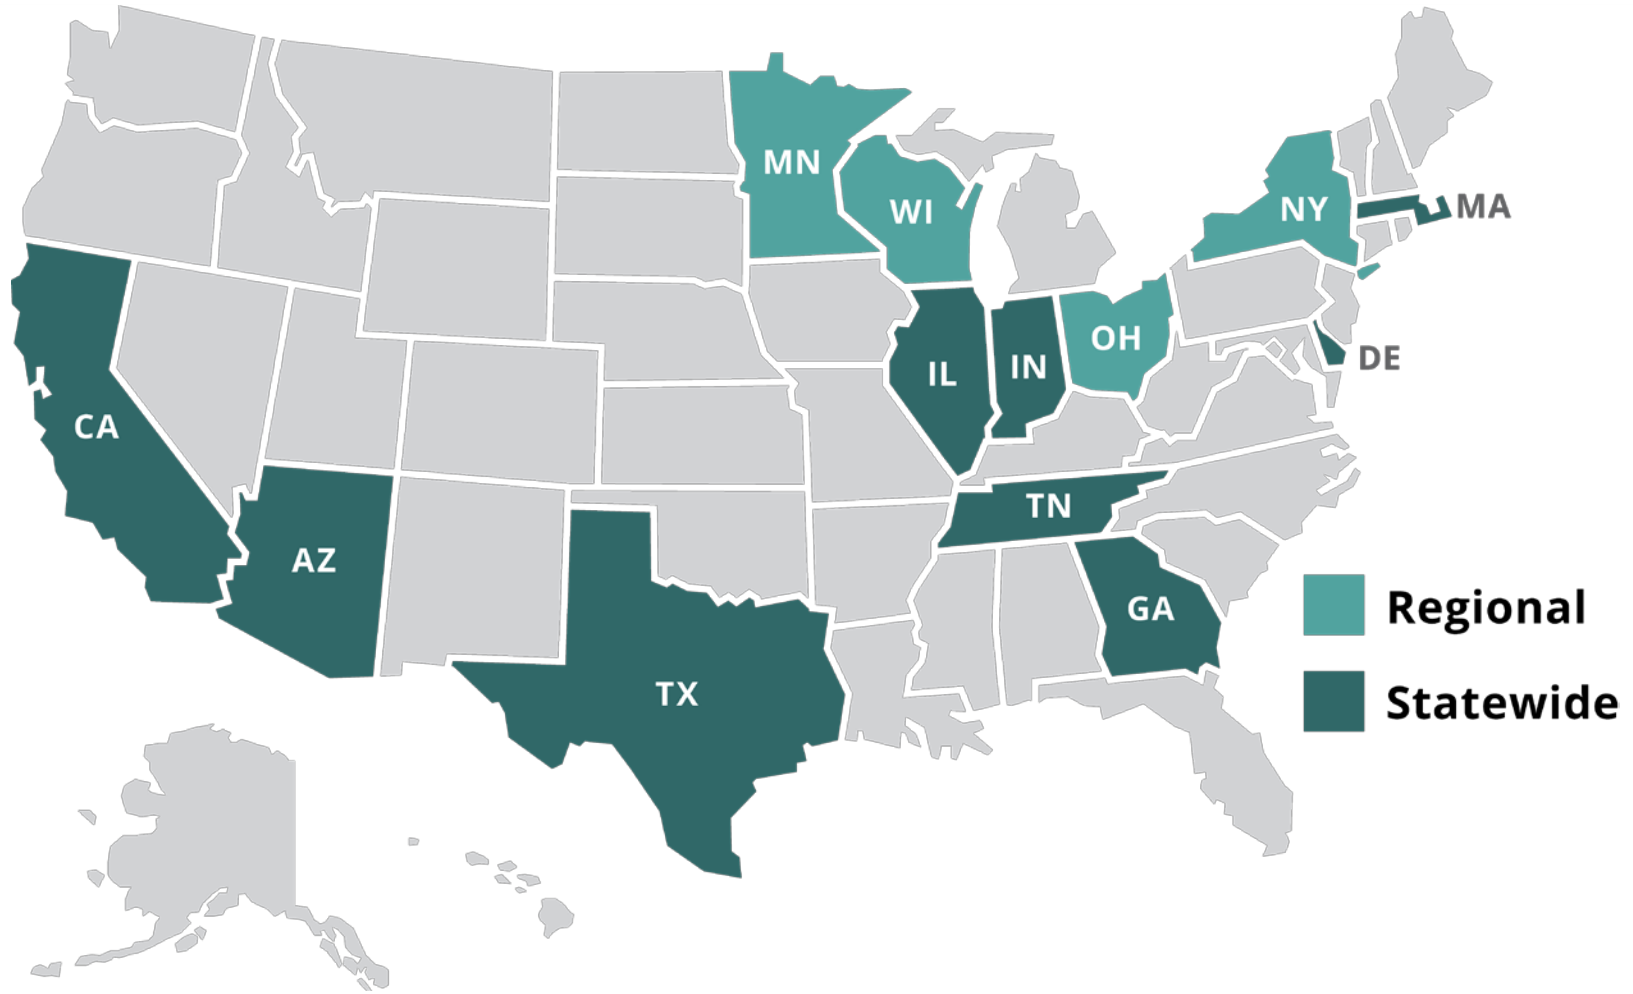 MN
WI
NY
MA
OH
DE
IL
IN
CA
TN
AZ
GA
TX
Regional
Statewide